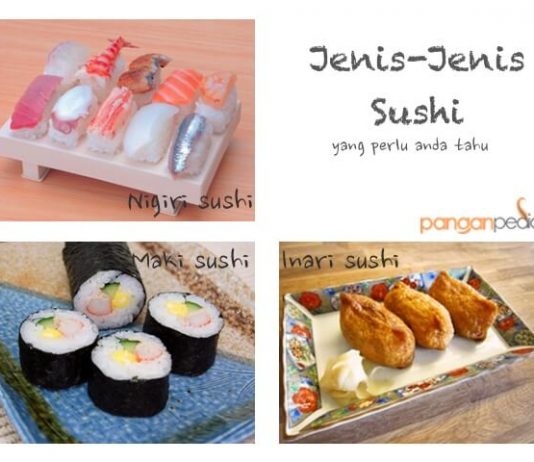 Jenis-Jenis
Sushi
yang perlu anda tahu
Nigiri sushi
panganpedia
Maki sushi
Inari sushi